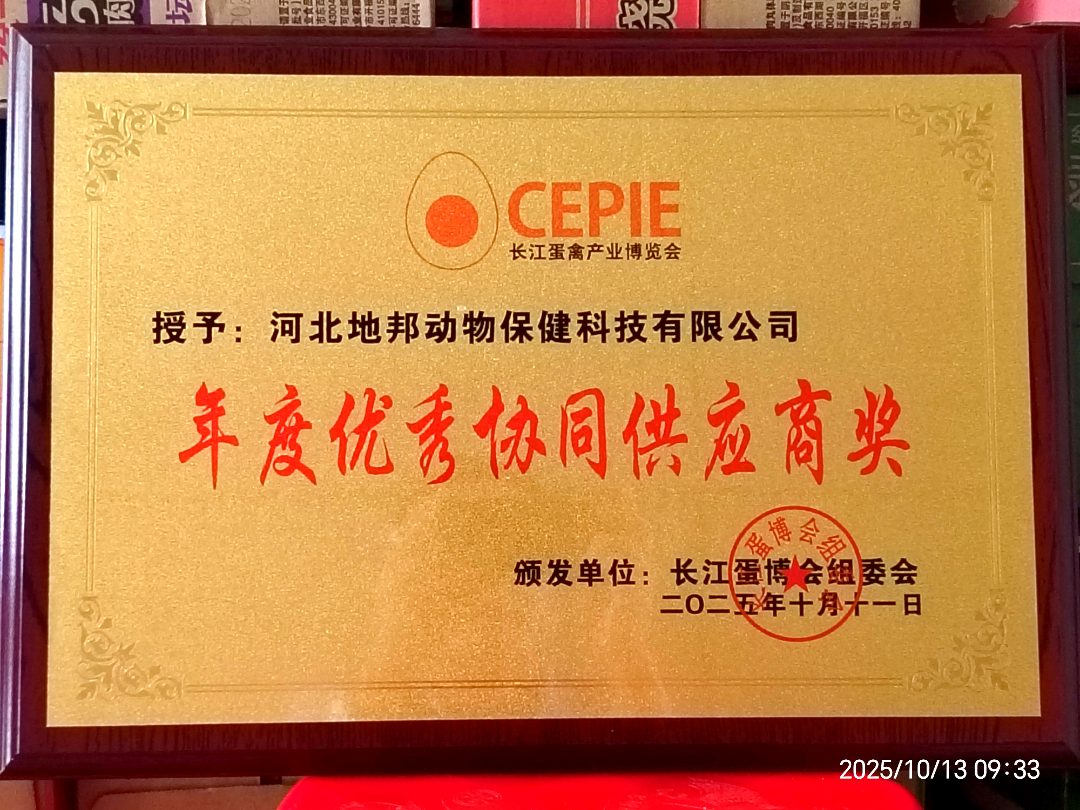 CEPIE
长江蛋禽产业博览会
授予：河北地邦动物保健科技有限公司
年度优秀协同供应商奖
颁发单位：长江蛋博会组委会
二〇二五年十月十一日
2025/10/13 09:33